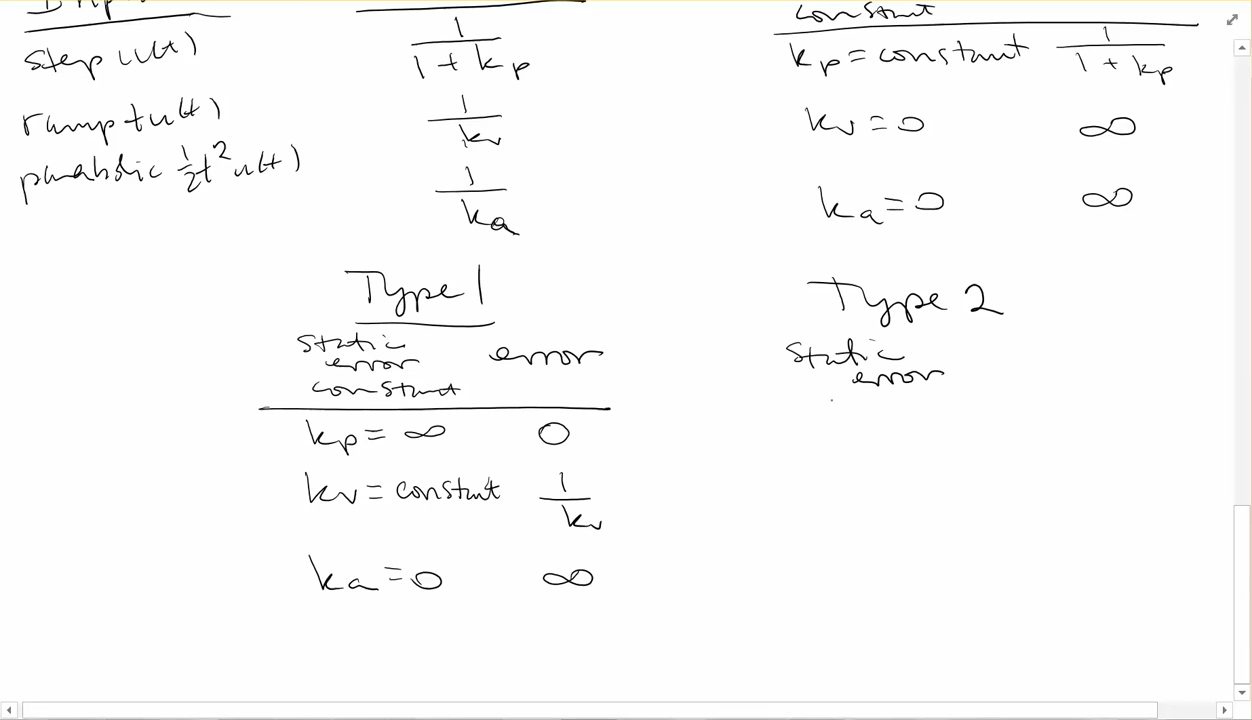 constant
step u(t) 1/(1 + kp) kp = constant 1/(1 + kp)
ramp tu(t) 1/kv kv = 0 ∞
parabolic 1/2 t² u(t) 1/ka ka = 0 ∞
Type 1
static error constant error
kp = ∞ 0
kv = constant 1/kv
ka = 0 ∞
Type 2
static
error